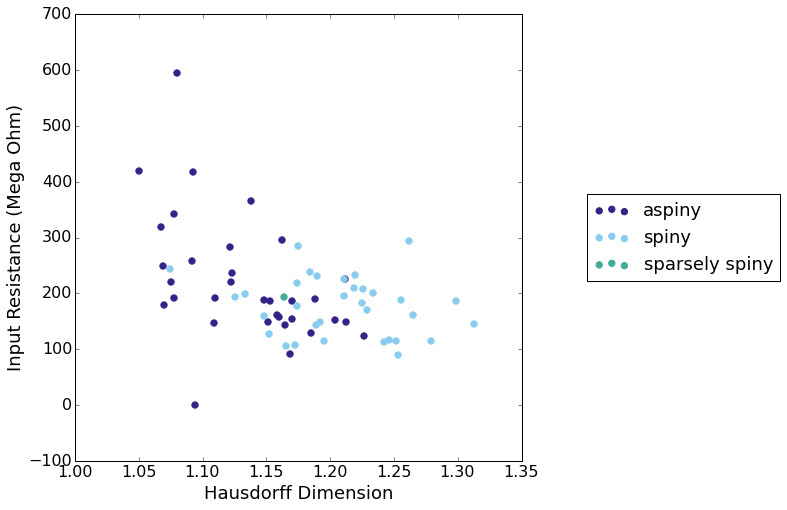 700
600
500
400
300
200
100
0
−100
1.00 1.05 1.10 1.15 1.20 1.25 1.30 1.35
Hausdorff Dimension
Input Resistance (Mega Ohm)
aspiny
spiny
sparsely spiny